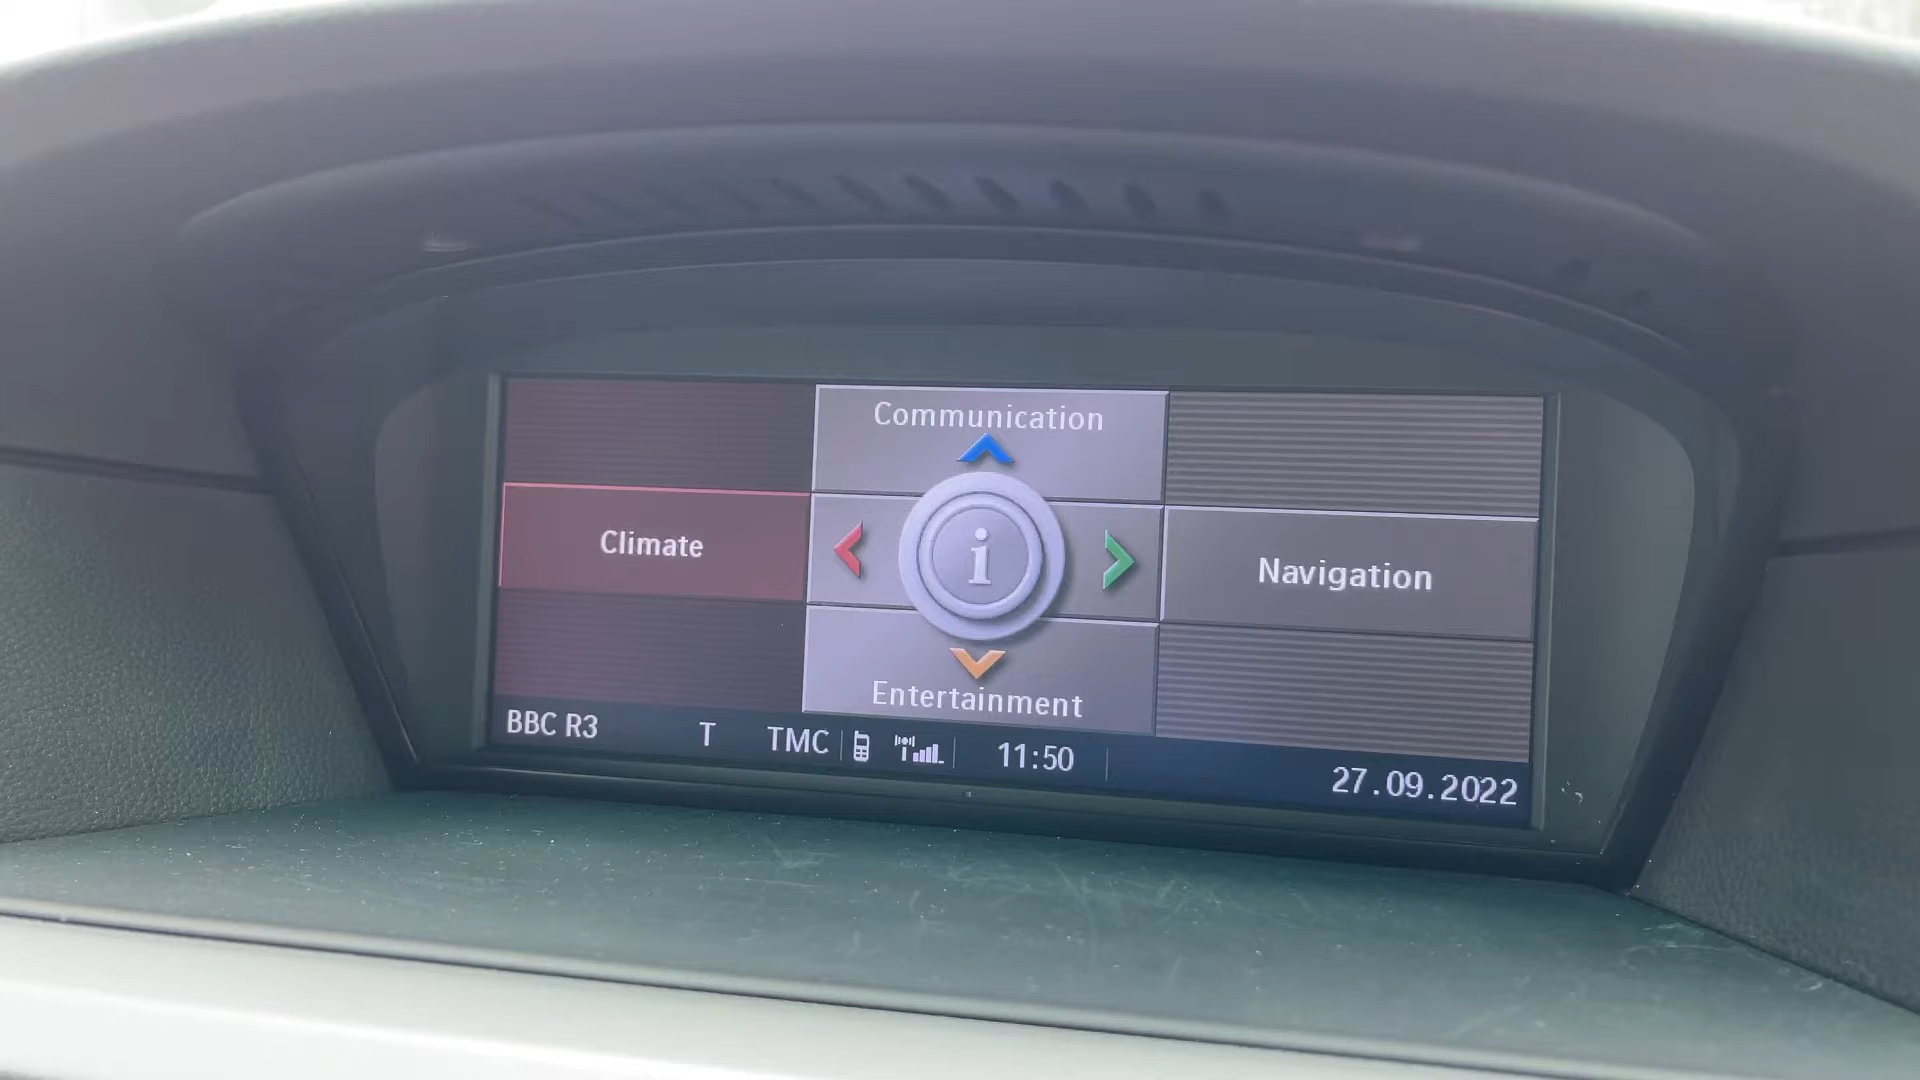 Communication
Climate
i
Navigation
Entertainment
BBC R3 T TMC 11:50 27.09.2022